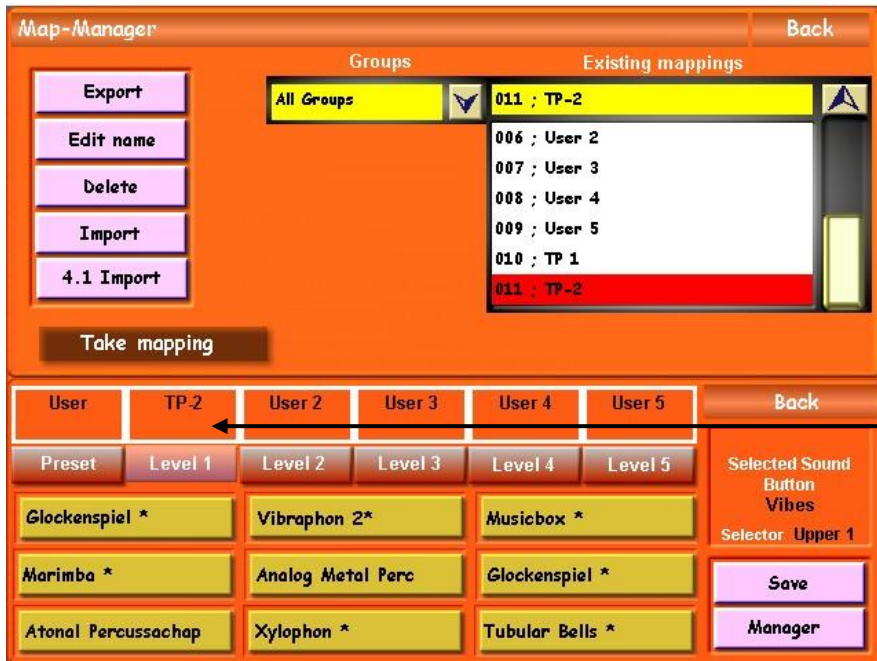 Map-Manager Back
Groups Existing mappings
Export
Edit name
Delete
Import
4.1 Import
All Groups
011 ; TP-2
006 ; User 2
007 ; User 3
008 ; User 4
009 ; User 5
010 ; TP 1
011 ; TP-2
Take mapping
User TP-2 User 2 User 3 User 4 User 5 Back
Preset Level 1 Level 2 Level 3 Level 4 Level 5
Selected Sound
Button
Vibes
Selector Upper 1
Glockenspiel * Vibraphon 2* Musicbox *
Marimba * Analog Metal Perc Glockenspiel * Save
Atonal Percussachap Xylophon * Tubular Bells * Manager